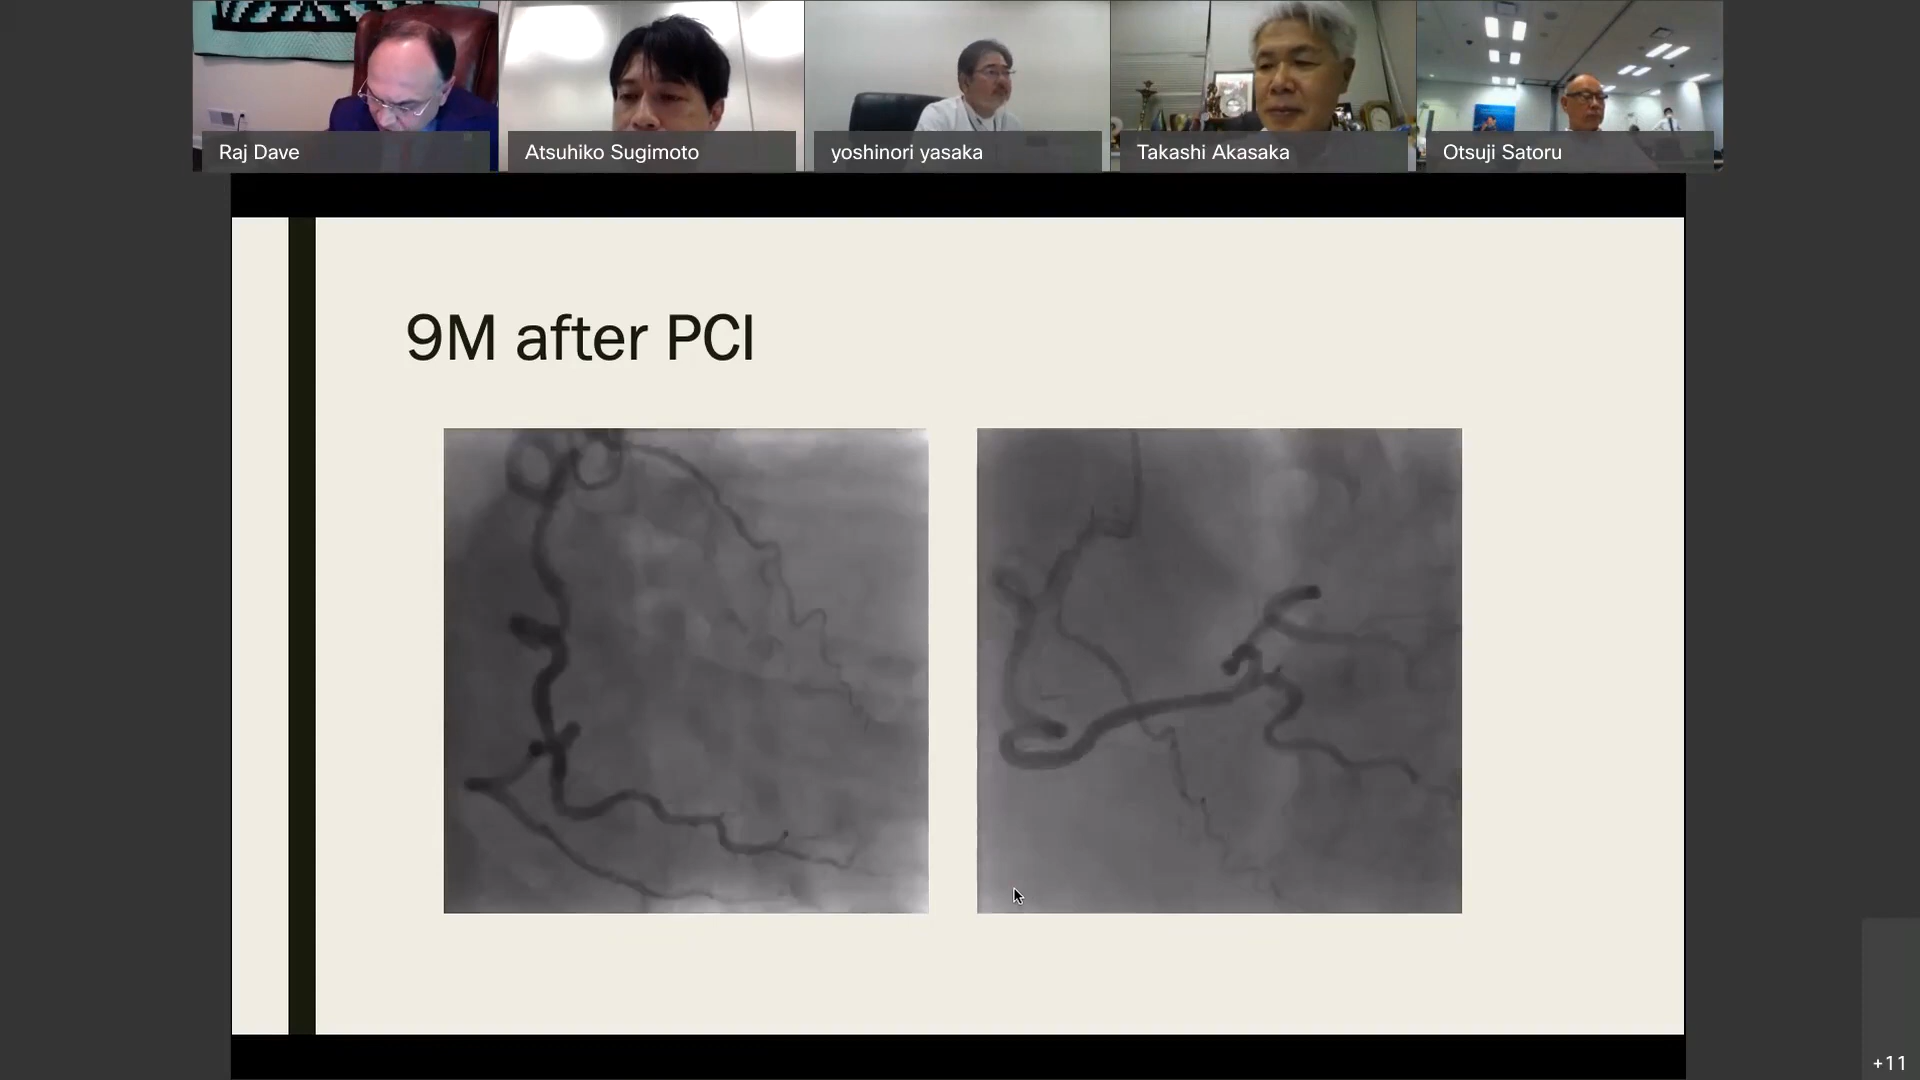 Raj Dave
Atsuhiko Sugimoto
yoshinori yasaka
Takashi Akasaka
Otsuji Satoru
9M after PCI
+11